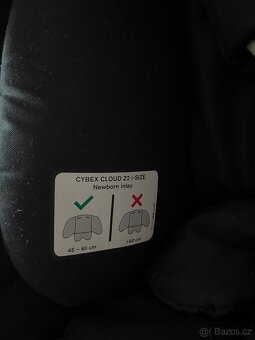 CYBEX CLOUD Z2 i-SIZE
Newborn inlay
45 – 60 cm
>60 cm
Bazos.cz